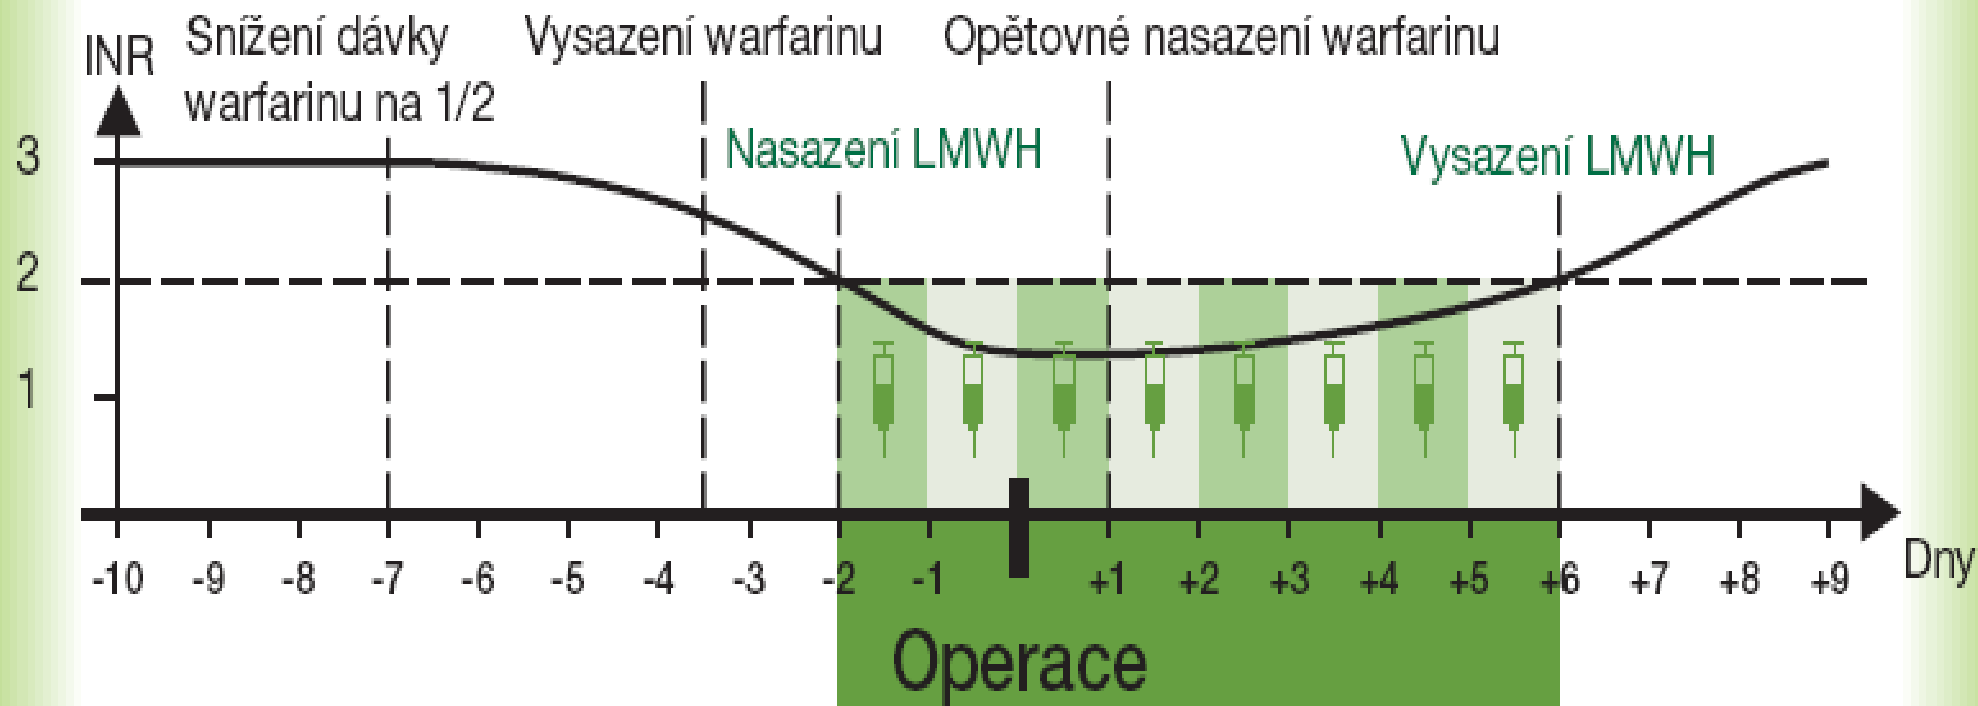 INR
Snížení dávky
warfarinu na 1/2
Vysazení warfarinu
Opětovné nasazení warfarinu
Nasazení LMWH
Vysazení LMWH
3
2
1
-10 -9 -8 -7 -6 -5 -4 -3 -2 -1 +1 +2 +3 +4 +5 +6 +7 +8 +9
Dny
Operace